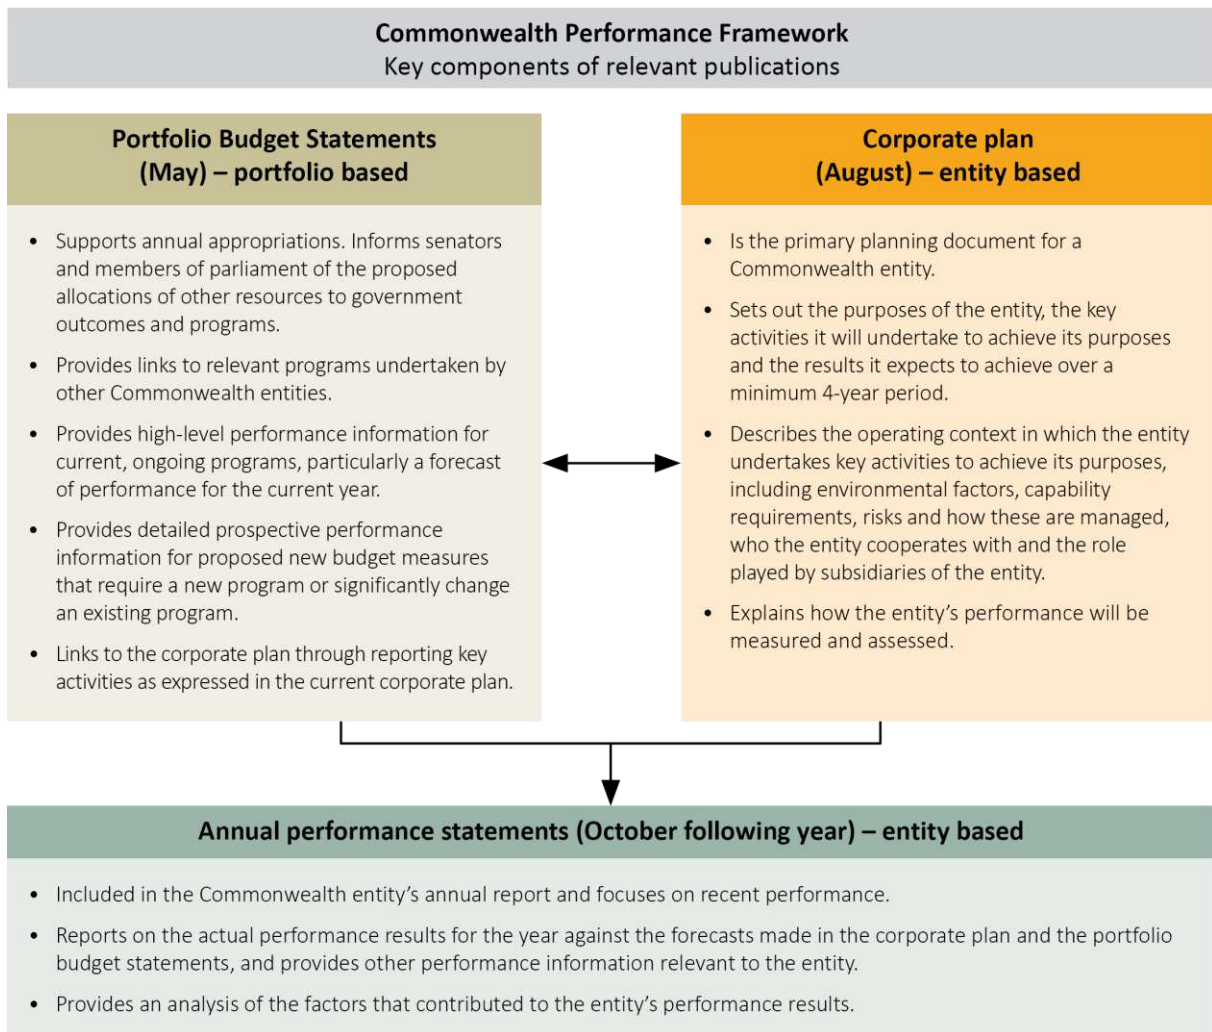 Commonwealth Performance Framework
Key components of relevant publications
Portfolio Budget Statements
(May) – portfolio based
• Supports annual appropriations. Informs senators
and members of parliament of the proposed
allocations of other resources to government
outcomes and programs.
• Provides links to relevant programs undertaken by
other Commonwealth entities.
• Provides high-level performance information for
current, ongoing programs, particularly a forecast
of performance for the current year.
• Provides detailed prospective performance
information for proposed new budget measures
that require a new program or significantly change
an existing program.
• Links to the corporate plan through reporting key
activities as expressed in the current corporate plan.
Corporate plan
(August) – entity based
• Is the primary planning document for a
Commonwealth entity.
• Sets out the purposes of the entity, the key
activities it will undertake to achieve its purposes
and the results it expects to achieve over a
minimum 4-year period.
• Describes the operating context in which the entity
undertakes key activities to achieve its purposes,
including environmental factors, capability
requirements, risks and how these are managed,
who the entity cooperates with and the role
played by subsidiaries of the entity.
• Explains how the entity’s performance will be
measured and assessed.
Annual performance statements (October following year) – entity based
• Included in the Commonwealth entity’s annual report and focuses on recent performance.
• Reports on the actual performance results for the year against the forecasts made in the corporate plan and the portfolio
budget statements, and provides other performance information relevant to the entity.
• Provides an analysis of the factors that contributed to the entity’s performance results.